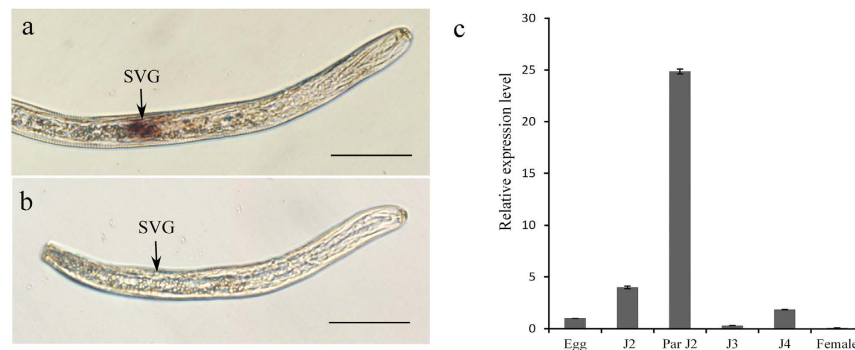 a
SVG
b
SVG
c
Relative expression level
30
25
20
15
10
5
0
Egg J2 Par J2 J3 J4 Female